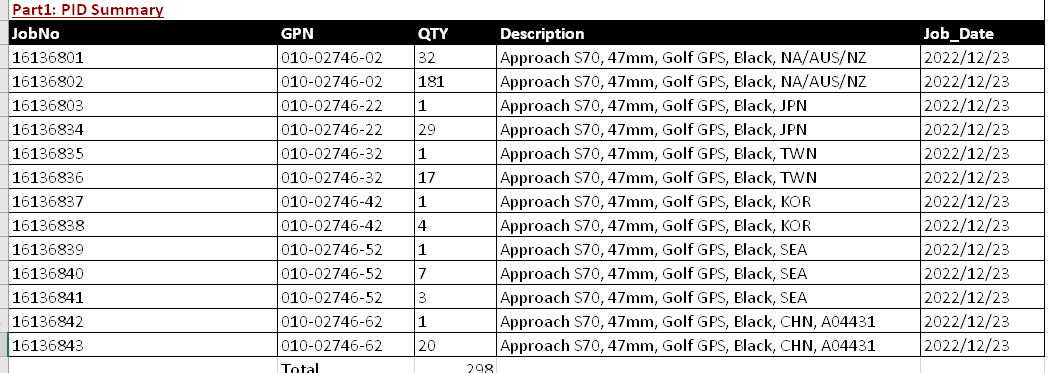 Part1: PID Summary
JobNo GPN QTY Description Job_Date
16136801 010-02746-02 32 Approach S70, 47mm, Golf GPS, Black, NA/AUS/NZ 2022/12/23
16136802 010-02746-02 181 Approach S70, 47mm, Golf GPS, Black, NA/AUS/NZ 2022/12/23
16136803 010-02746-22 1 Approach S70, 47mm, Golf GPS, Black, JPN 2022/12/23
16136834 010-02746-22 29 Approach S70, 47mm, Golf GPS, Black, JPN 2022/12/23
16136835 010-02746-32 1 Approach S70, 47mm, Golf GPS, Black, TWN 2022/12/23
16136836 010-02746-32 17 Approach S70, 47mm, Golf GPS, Black, TWN 2022/12/23
16136837 010-02746-42 1 Approach S70, 47mm, Golf GPS, Black, KOR 2022/12/23
16136838 010-02746-42 4 Approach S70, 47mm, Golf GPS, Black, KOR 2022/12/23
16136839 010-02746-52 1 Approach S70, 47mm, Golf GPS, Black, SEA 2022/12/23
16136840 010-02746-52 7 Approach S70, 47mm, Golf GPS, Black, SEA 2022/12/23
16136841 010-02746-52 3 Approach S70, 47mm, Golf GPS, Black, SEA 2022/12/23
16136842 010-02746-62 1 Approach S70, 47mm, Golf GPS, Black, CHN, A04431 2022/12/23
16136843 010-02746-62 20 Approach S70, 47mm, Golf GPS, Black, CHN, A04431 2022/12/23
Total 298